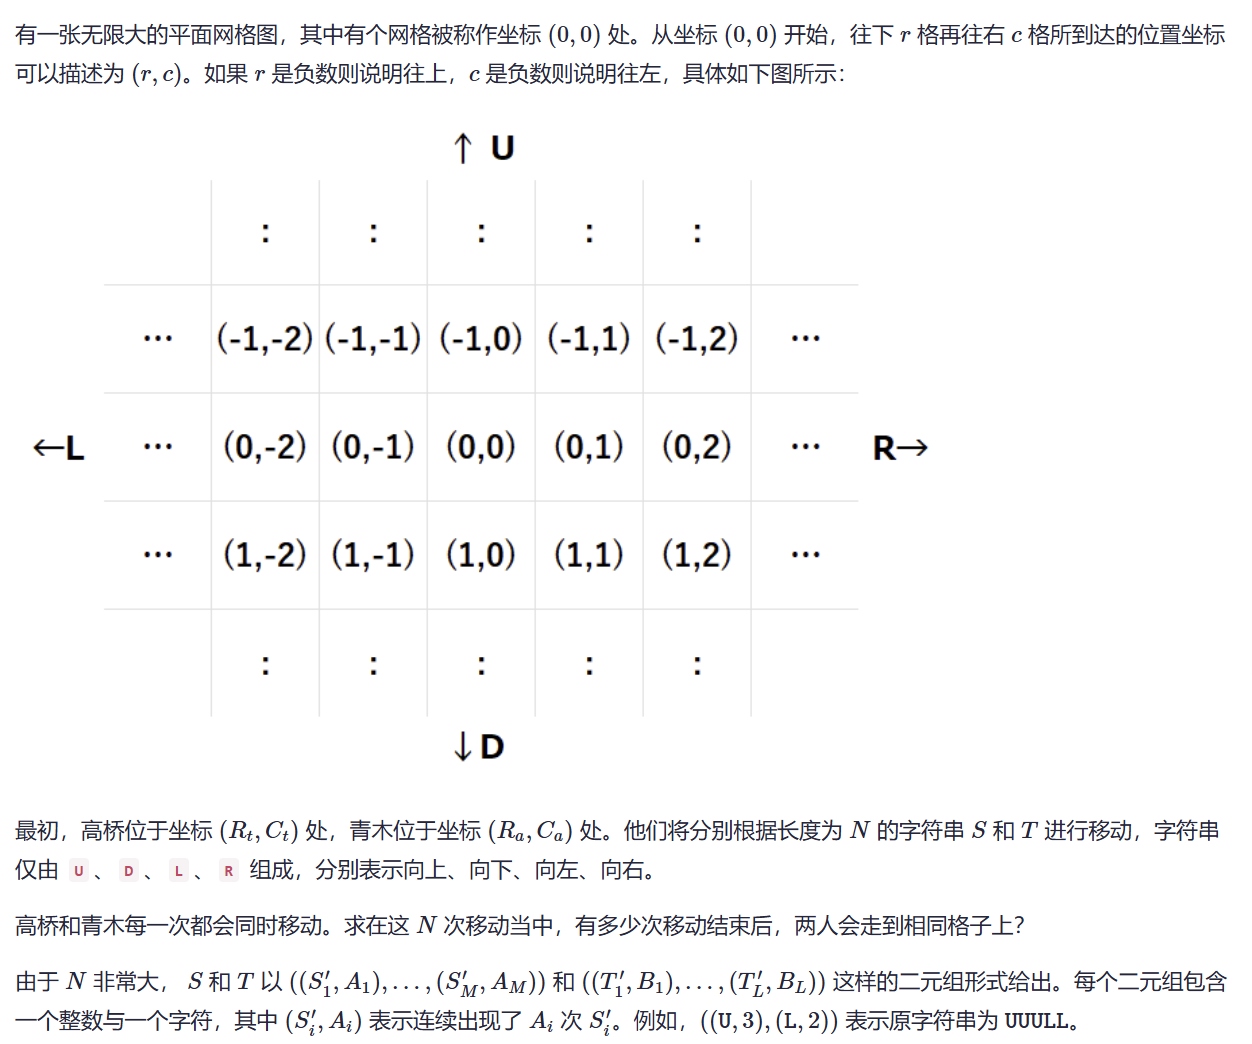 有一张无限大的平面网格图，其中有个网格被称作坐标 (0, 0) 处。从坐标 (0, 0) 开始，往下 r 格再往右 c 格所到达的位置坐标
可以描述为 (r, c)。如果 r 是负数则说明往上，c 是负数则说明往左，具体如下图所示：
↑ U
: : : : :
··· (-1,-2) (-1,-1) (-1,0) (-1,1) (-1,2) ···
←L ··· (0,-2) (0,-1) (0,0) (0,1) (0,2) ··· R→
··· (1,-2) (1,-1) (1,0) (1,1) (1,2) ···
: : : : :
↓ D
最初，高桥位于坐标 (R_t, C_t) 处，青木位于坐标 (R_a, C_a) 处。他们将分别根据长度为 N 的字符串 S 和 T 进行移动，字符串
仅由 U 、 D 、 L 、 R 组成，分别表示向上、向下、向左、向右。
高桥和青木每一次都会同时移动。求在这 N 次移动当中，有多少次移动结束后，两人会走到相同格子上？
由于 N 非常大， S 和 T 以 ((S′_1, A_1), . . . , (S′_M, A_M)) 和 ((T′_1, B_1), . . . , (T′_L, B_L)) 这样的二元组形式给出。每个二元组包含
一个整数与一个字符，其中 (S′_i, A_i) 表示连续出现了 A_i 次 S′_i。例如，((U, 3), (L, 2)) 表示原字符串为 UUULL。